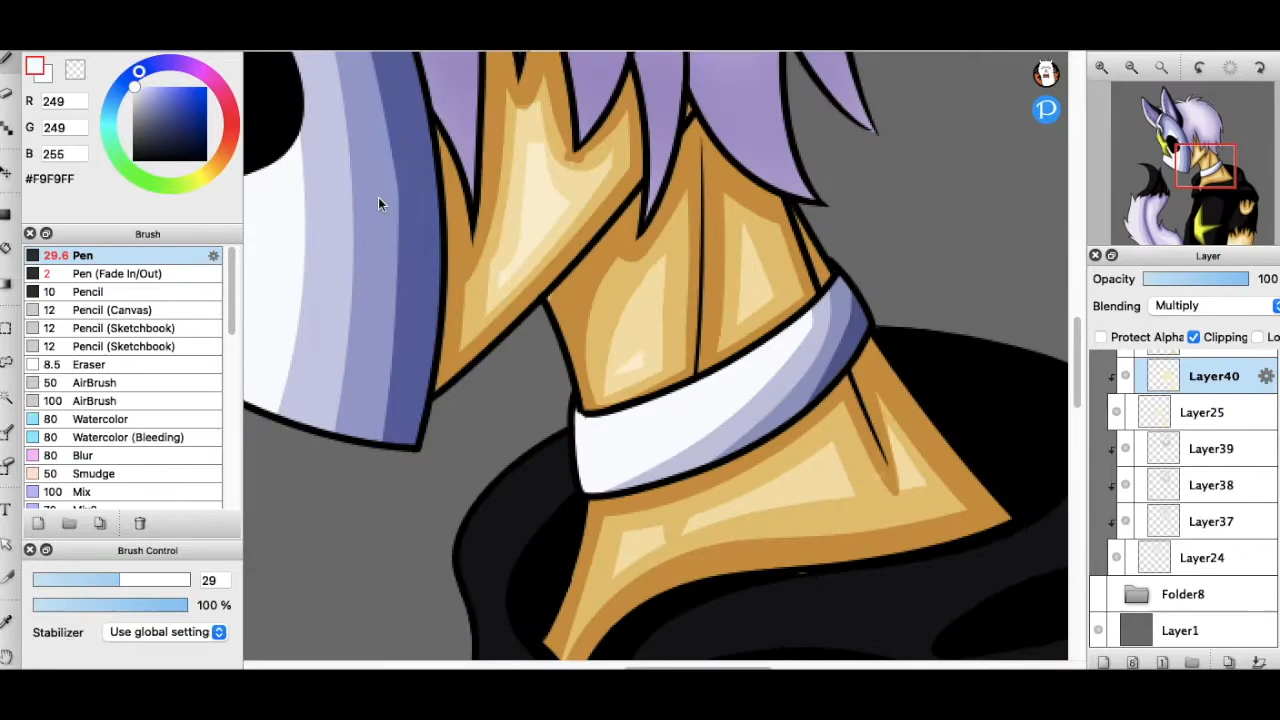 R 249
G 249
B 255
#F9F9FF
Brush
29.6 Pen
2 Pen (Fade In/Out)
10 Pencil
12 Pencil (Canvas)
12 Pencil (Sketchbook)
12 Pencil (Sketchbook)
8.5 Eraser
50 AirBrush
100 AirBrush
80 Watercolor
80 Watercolor (Bleeding)
80 Blur
50 Smudge
100 Mix
Brush Control
29
100 %
Stabilizer Use global setting
T
P
Layer
Opacity 100
Blending Multiply
Protect Alpha Clipping Lo
Layer40
Layer25
Layer39
Layer38
Layer37
Layer24
Folder8
Layer1
8 1